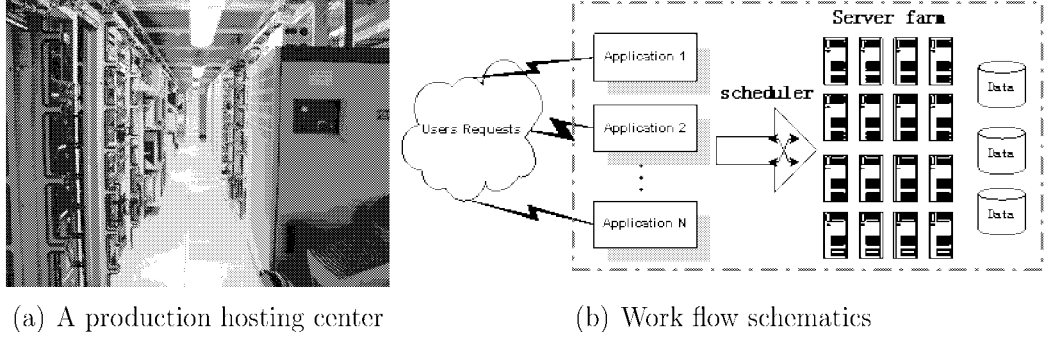 Server farm
Application 1
scheduler
Data
Users Requests
Application 2
Data
Application N
Data
(a) A production hosting center
(b) Work flow schematics